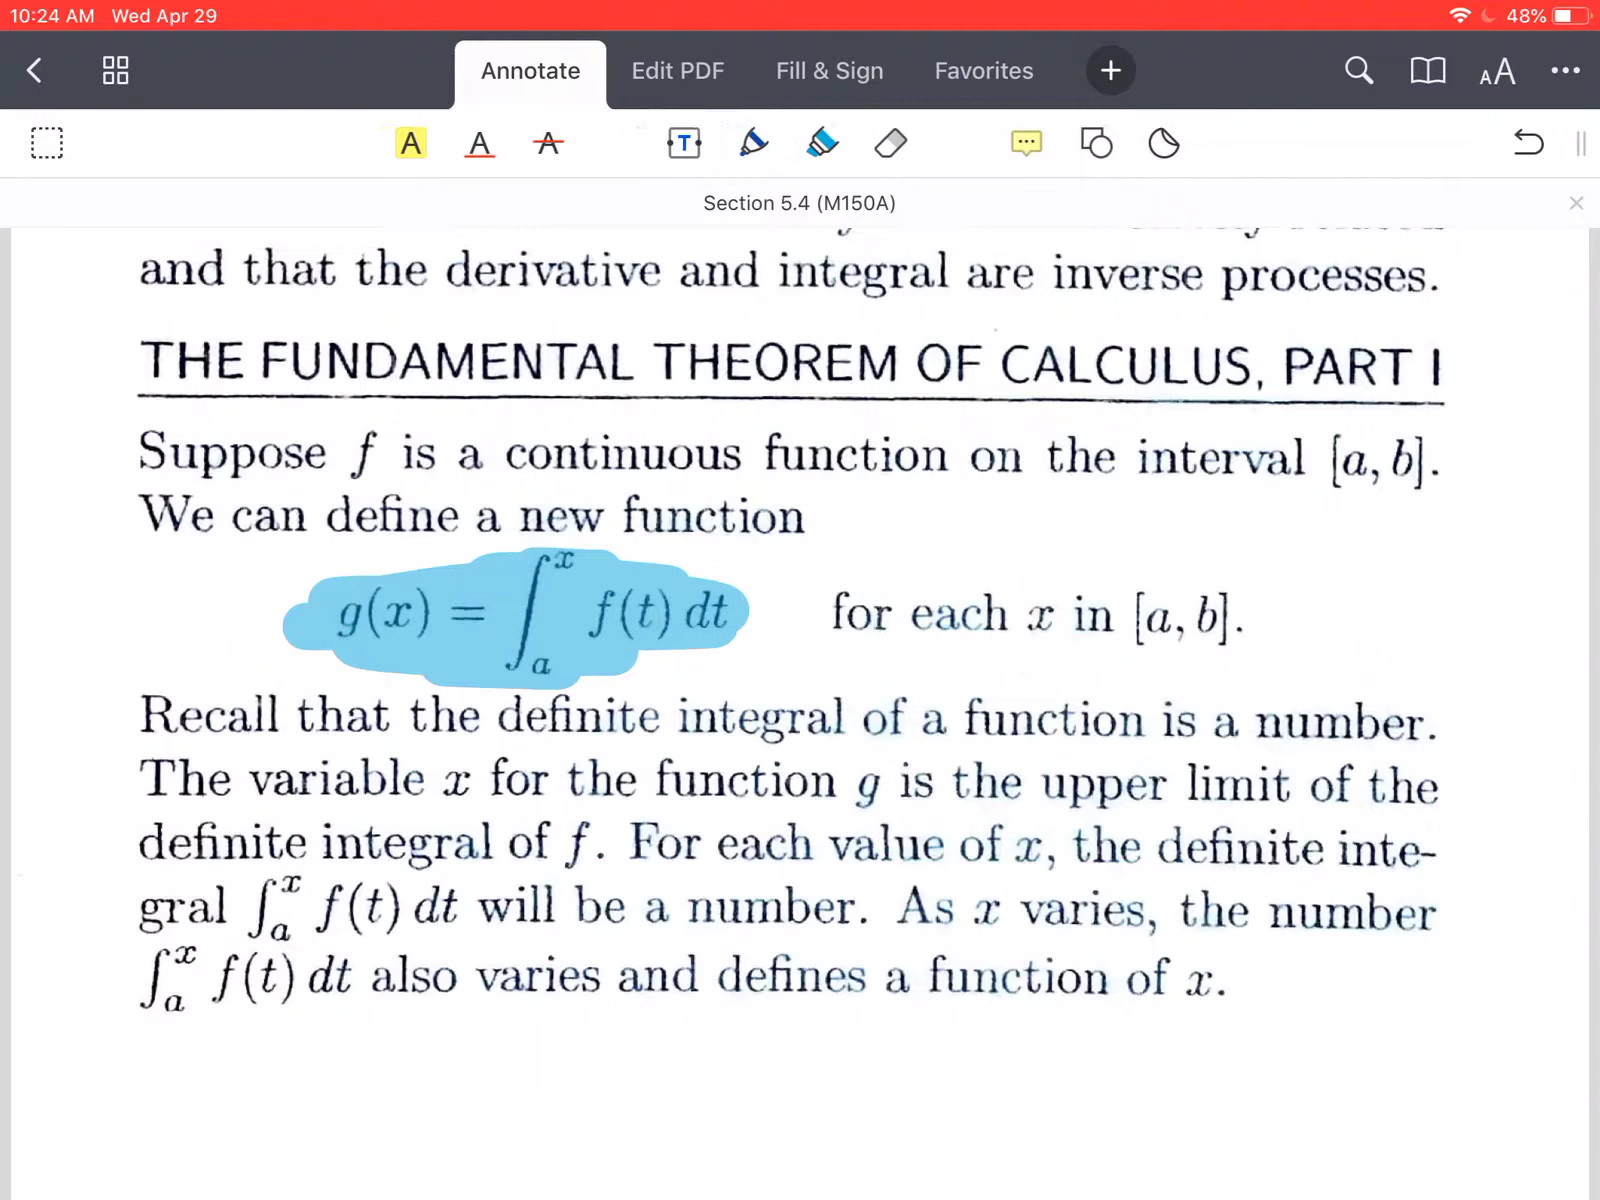 10:24 AM Wed Apr 29 48%
Annotate Edit PDF Fill & Sign Favorites +
AA
A A A T
Section 5.4 (M150A)
and that the derivative and integral are inverse processes.
THE FUNDAMENTAL THEOREM OF CALCULUS, PART I
Suppose f is a continuous function on the interval [a, b].
We can define a new function
g(x) = ∫_a^x f(t) dt for each x in [a, b].
Recall that the definite integral of a function is a number.
The variable x for the function g is the upper limit of the
definite integral of f. For each value of x, the definite inte-
gral ∫_a^x f(t) dt will be a number. As x varies, the number
∫_a^x f(t) dt also varies and defines a function of x.